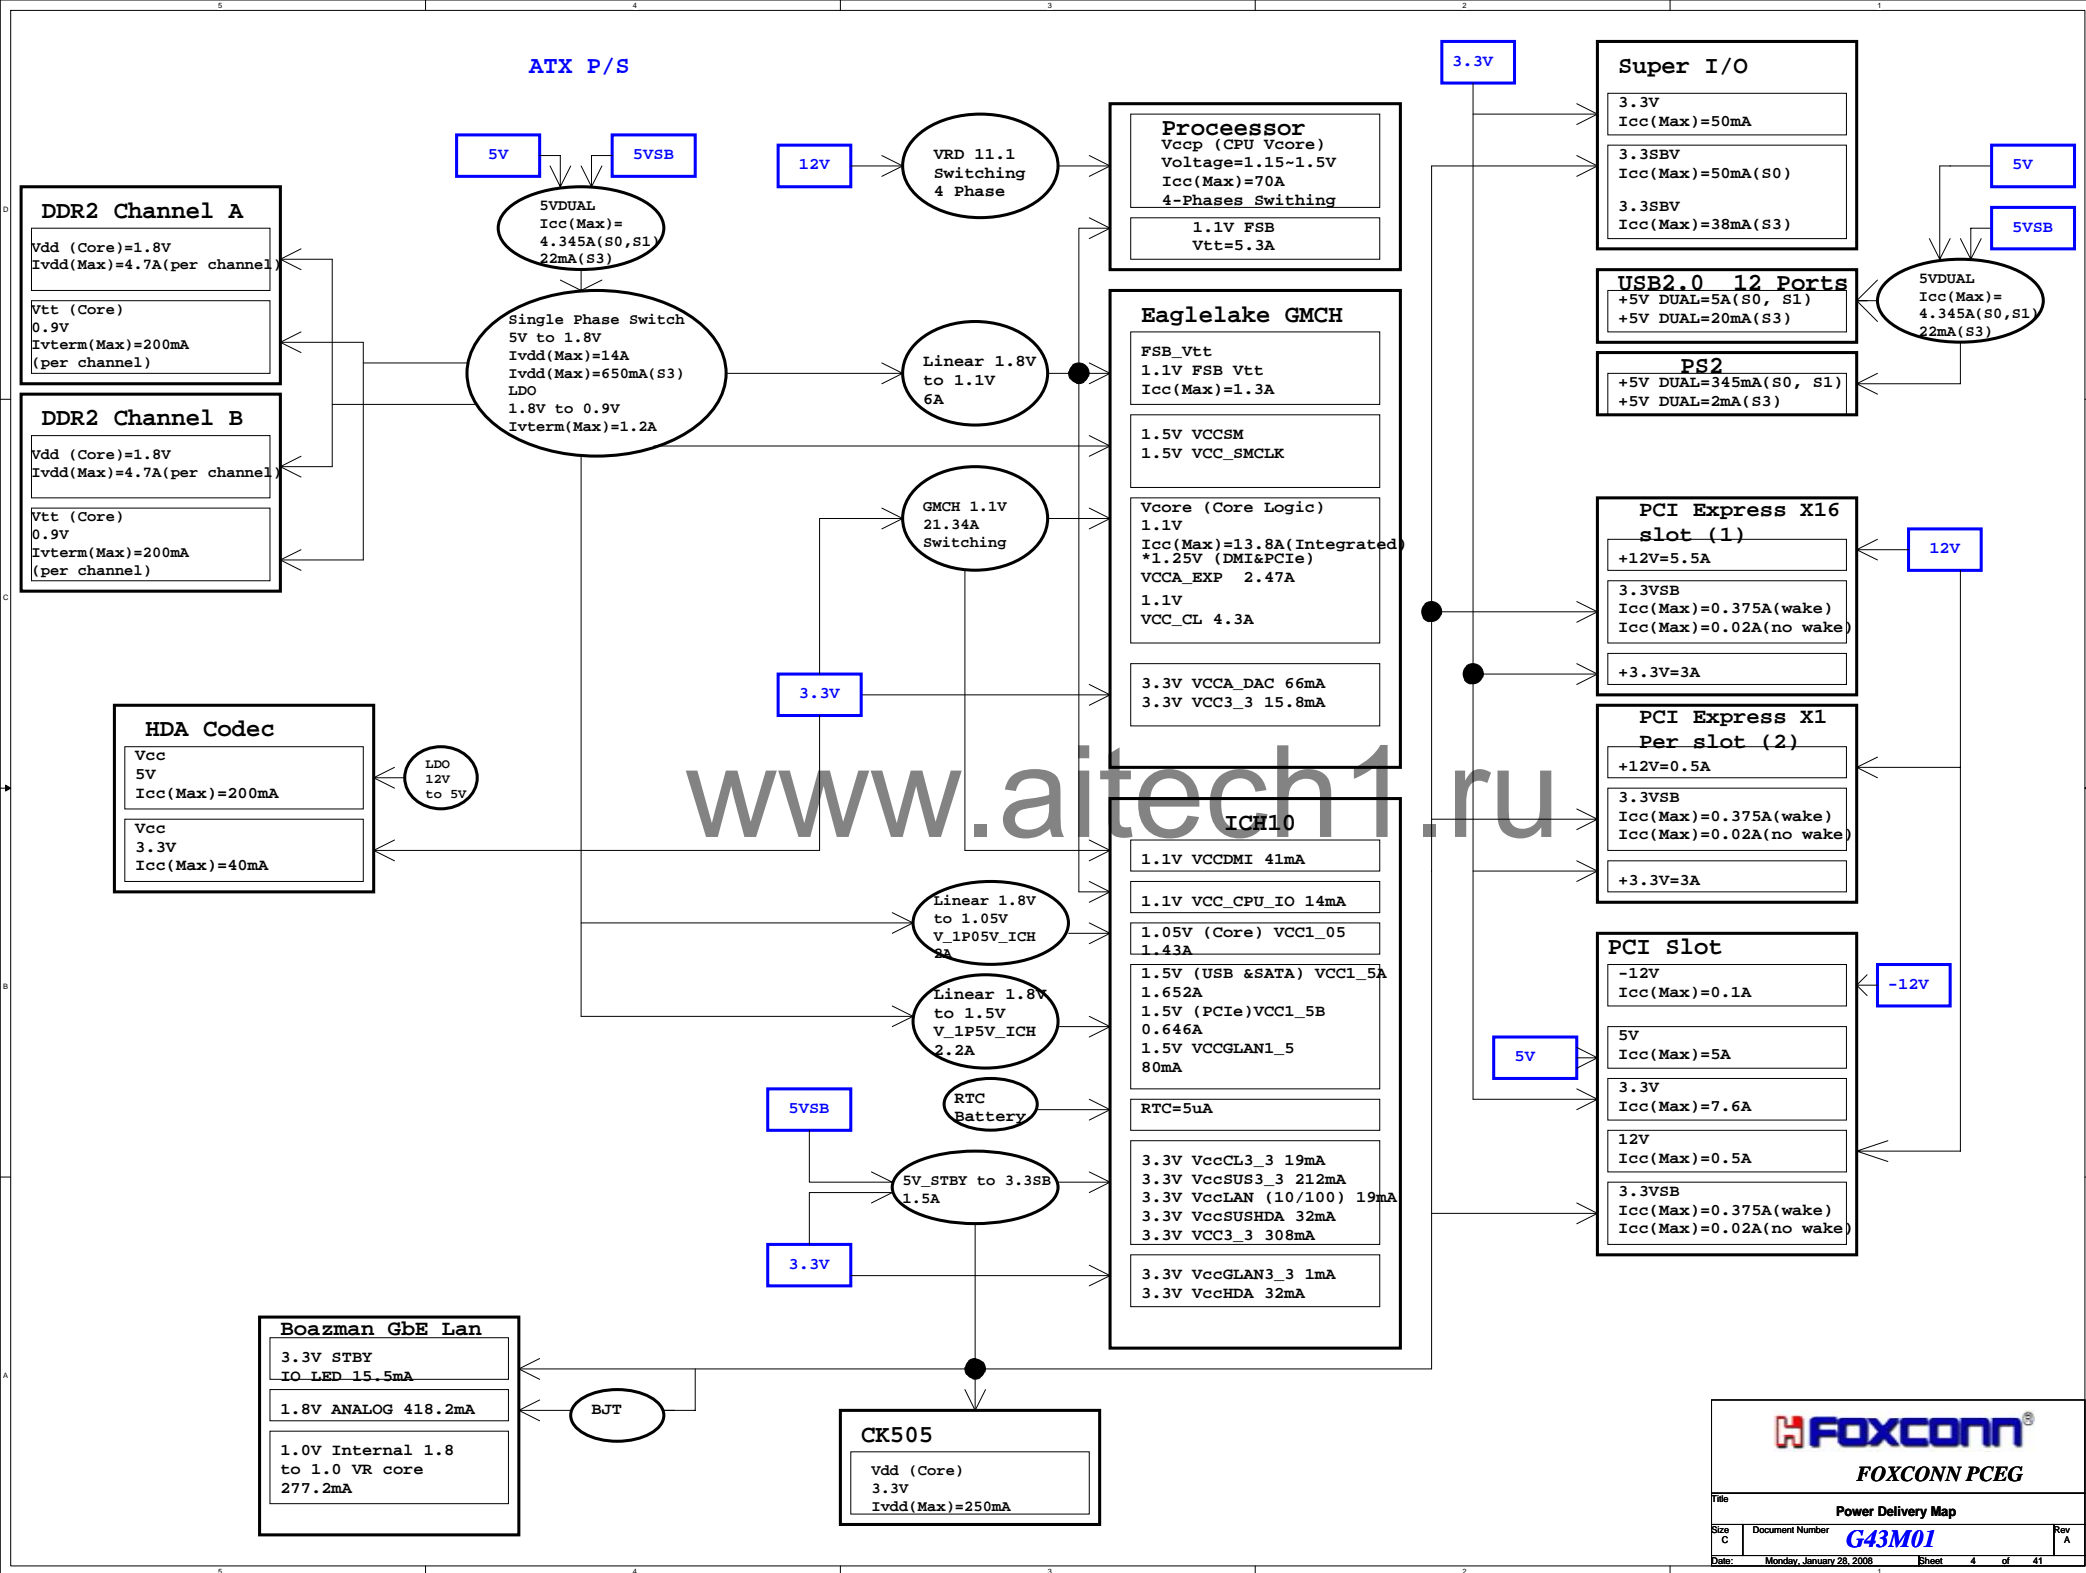 5
4
3
2
1
ATX P/S
5V
5VSB
5VDUAL
Icc(Max)=
4.345A(S0,S1)
22mA(S3)
DDR2 Channel A
Vdd (Core)=1.8V
Ivdd(Max)=4.7A(per channel)
Vtt (Core)
0.9V
Ivterm(Max)=200mA
(per channel)
DDR2 Channel B
Vdd (Core)=1.8V
Ivdd(Max)=4.7A(per channel)
Vtt (Core)
0.9V
Ivterm(Max)=200mA
(per channel)
Single Phase Switch
5V to 1.8V
Ivdd(Max)=14A
Ivdd(Max)=650mA(S3)
LDO
1.8V to 0.9V
Ivterm(Max)=1.2A
12V
VRD 11.1
Switching
4 Phase
Proceessor
Vccp (CPU Vcore)
Voltage=1.15~1.5V
Icc(Max)=70A
4-Phases Swithing
1.1V FSB
Vtt=5.3A
Linear 1.8V
to 1.1V
6A
GMCH 1.1V
21.34A
Switching
Eaglelake GMCH
FSB_Vtt
1.1V FSB Vtt
Icc(Max)=1.3A
1.5V VCCSM
1.5V VCC_SMCLK
Vcore (Core Logic)
1.1V
Icc(Max)=13.8A(Integrated)
*1.25V (DMI&PCIe)
VCCA_EXP  2.47A
1.1V
VCC_CL 4.3A
3.3V VCCA_DAC 66mA
3.3V VCC3_3 15.8mA
3.3V
HDA Codec
Vcc
5V
Icc(Max)=200mA
Vcc
3.3V
Icc(Max)=40mA
LDO
12V
to 5V
www.aitech1.ru
ICH10
1.1V VCCDMI 41mA
1.1V VCC_CPU_IO 14mA
1.05V (Core) VCC1_05
1.43A
1.5V (USB &SATA) VCC1_5A
1.652A
1.5V (PCIe)VCC1_5B
0.646A
1.5V VCCGLAN1_5
80mA
RTC=5uA
3.3V VccCL3_3 19mA
3.3V VccSUS3_3 212mA
3.3V VccLAN (10/100) 19mA
3.3V VccSUSHDA 32mA
3.3V VCC3_3 308mA
3.3V VccGLAN3_3 1mA
3.3V VccHDA 32mA
Linear 1.8V
to 1.05V
V_1P05V_ICH
2A
Linear 1.8V
to 1.5V
V_1P5V_ICH
2.2A
RTC
Battery
5VSB
5V_STBY to 3.3SB
1.5A
3.3V
Boazman GbE Lan
3.3V STBY
IO LED 15.5mA
1.8V ANALOG 418.2mA
1.0V Internal 1.8
to 1.0 VR core
277.2mA
BJT
CK505
Vdd (Core)
3.3V
Ivdd(Max)=250mA
3.3V
Super I/O
3.3V
Icc(Max)=50mA
3.3SBV
Icc(Max)=50mA(S0)
3.3SBV
Icc(Max)=38mA(S3)
USB2.0  12 Ports
+5V DUAL=5A(S0, S1)
+5V DUAL=20mA(S3)
PS2
+5V DUAL=345mA(S0, S1)
+5V DUAL=2mA(S3)
5V
5VSB
5VDUAL
Icc(Max)=
4.345A(S0,S1)
22mA(S3)
PCI Express X16
slot (1)
+12V=5.5A
3.3VSB
Icc(Max)=0.375A(wake)
Icc(Max)=0.02A(no wake)
+3.3V=3A
12V
PCI Express X1
Per slot (2)
+12V=0.5A
3.3VSB
Icc(Max)=0.375A(wake)
Icc(Max)=0.02A(no wake)
+3.3V=3A
PCI Slot
-12V
Icc(Max)=0.1A
5V
Icc(Max)=5A
3.3V
Icc(Max)=7.6A
12V
Icc(Max)=0.5A
3.3VSB
Icc(Max)=0.375A(wake)
Icc(Max)=0.02A(no wake)
-12V
5V
D
C
B
A
FOXCONN®
FOXCONN PCEG
Title
Power Delivery Map
Size
C
Document Number
G43M01
Rev
A
Date:
Monday, January 28, 2008
Sheet 4 of 41
5
4
3
2
1